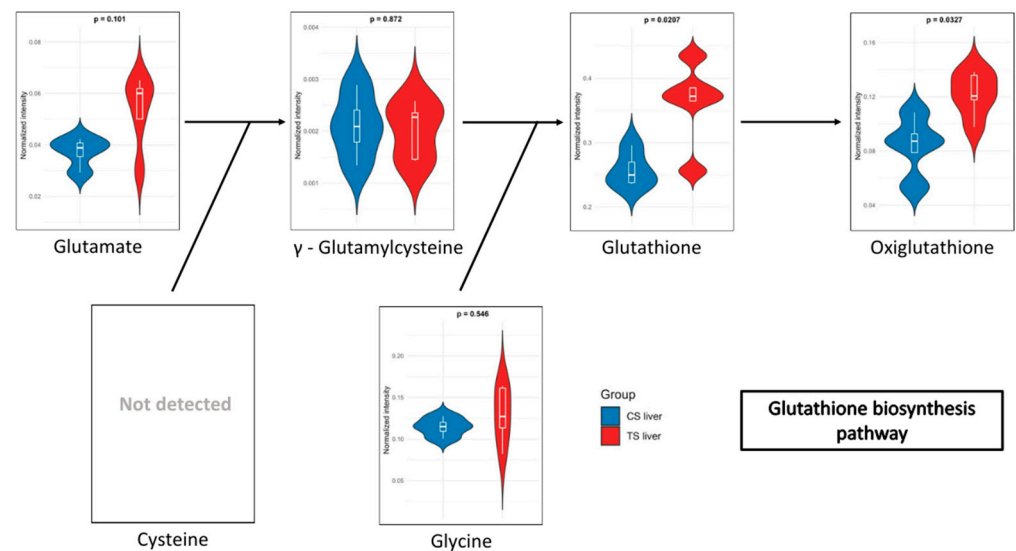 p = 0.101
Normalized intensity
0.08
0.06
0.04
0.02
Glutamate
p = 0.872
Normalized intensity
0.004
0.003
0.002
0.001
γ - Glutamylcysteine
p = 0.0207
Normalized intensity
0.4
0.3
0.2
Glutathione
p = 0.0327
Normalized intensity
0.16
0.12
0.08
0.04
Oxiglutathione
Not detected
Cysteine
p = 0.546
Normalized intensity
0.20
0.15
0.10
0.05
Glycine
Group
CS liver
TS liver
Glutathione biosynthesis
pathway